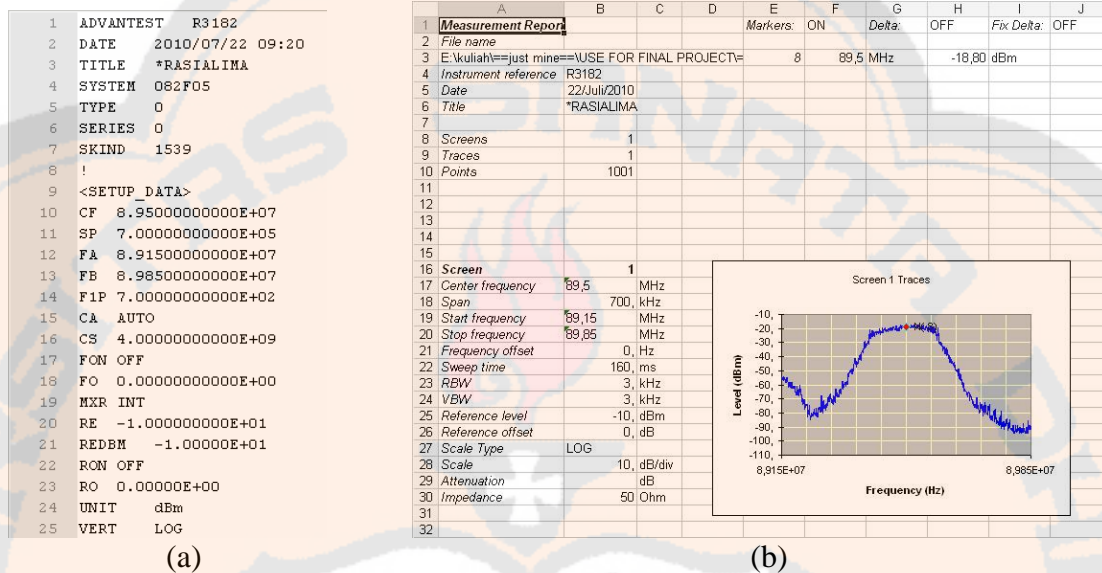 1 ADVANTEST R3182
2 DATE 2010/07/22 09:20
3 TITLE *RASIALIMA
4 SYSTEM 082F05
5 TYPE 0
6 SERIES 0
7 SKIND 1539
8 !
9 <SETUP_DATA>
10 CF 8.95000000000E+07
11 SP 7.00000000000E+05
12 FA 8.91500000000E+07
13 FB 8.98500000000E+07
14 F1P 7.00000000000E+02
15 CA AUTO
16 CS 4.00000000000E+09
17 FON OFF
18 FO 0.00000000000E+00
19 MXR INT
20 RE -1.000000000E+01
21 REDBM -1.00000E+01
22 RON OFF
23 RO 0.00000E+00
24 UNIT dBm
25 VERT LOG
(a)
A B C D E F G H I J
1 Measurement Report Markers: ON Delta: OFF Fix Delta: OFF
2 File name
3 E:\kuliah\==just mine==\USE FOR FINAL PROJECT\= 8 89,5 MHz -18,80 dBm
4 Instrument reference R3182
5 Date 22/Juli/2010
6 Title *RASIALIMA
7
8 Screens 1
9 Traces 1
10 Points 1001
11
12
13
14
15
16 Screen 1
17 Center frequency 89,5 MHz
18 Span 700, kHz
19 Start frequency 89,15 MHz
20 Stop frequency 89,85 MHz
21 Frequency offset 0, Hz
22 Sweep time 160, ms
23 RBW 3, kHz
24 VBW 3, kHz
25 Reference level -10, dBm
26 Reference offset 0, dB
27 Scale Type LOG
28 Scale 10, dB/div
29 Attenuation dB
30 Impedance 50 Ohm
31
32
Screen 1 Traces
Level (dBm)
-10,
-20,
-30,
-40,
-50,
-60,
-70,
-80,
-90,
-100,
-110,
8,915E+07 8,985E+07
Frequency (Hz)
(b)
SANATA